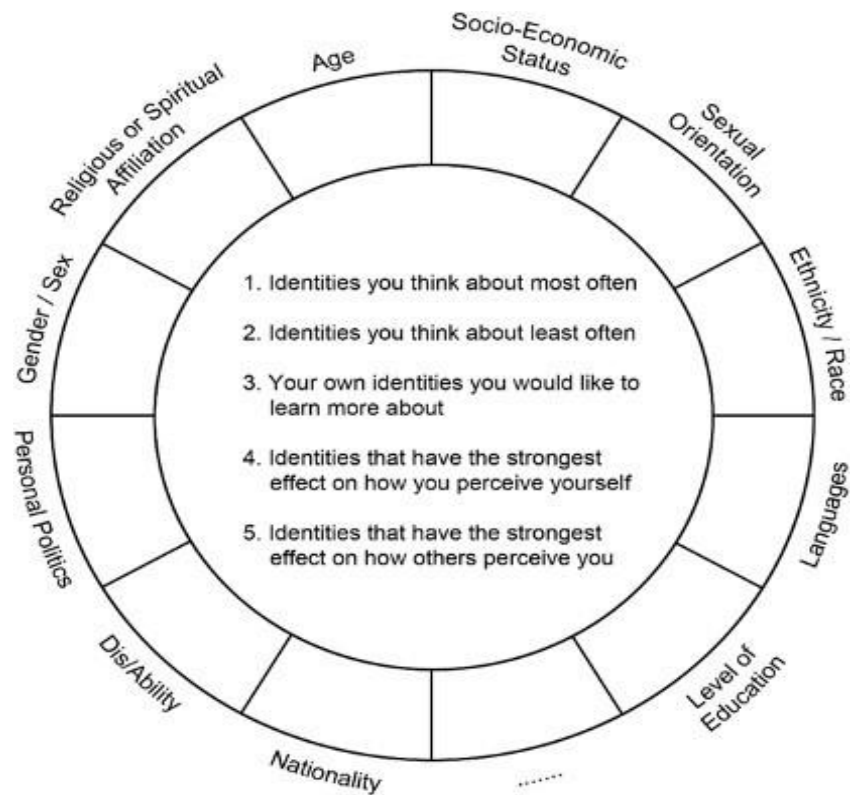 Socio-Economic
Status
Sexual
Orientation
Ethnicity / Race
Languages
Level of
Education
.......
Nationality
Dis/Ability
Personal Politics
Gender / Sex
Religious or Spiritual
Affiliation
Age
1. Identities you think about most often
2. Identities you think about least often
3. Your own identities you would like to
learn more about
4. Identities that have the strongest
effect on how you perceive yourself
5. Identities that have the strongest
effect on how others perceive you